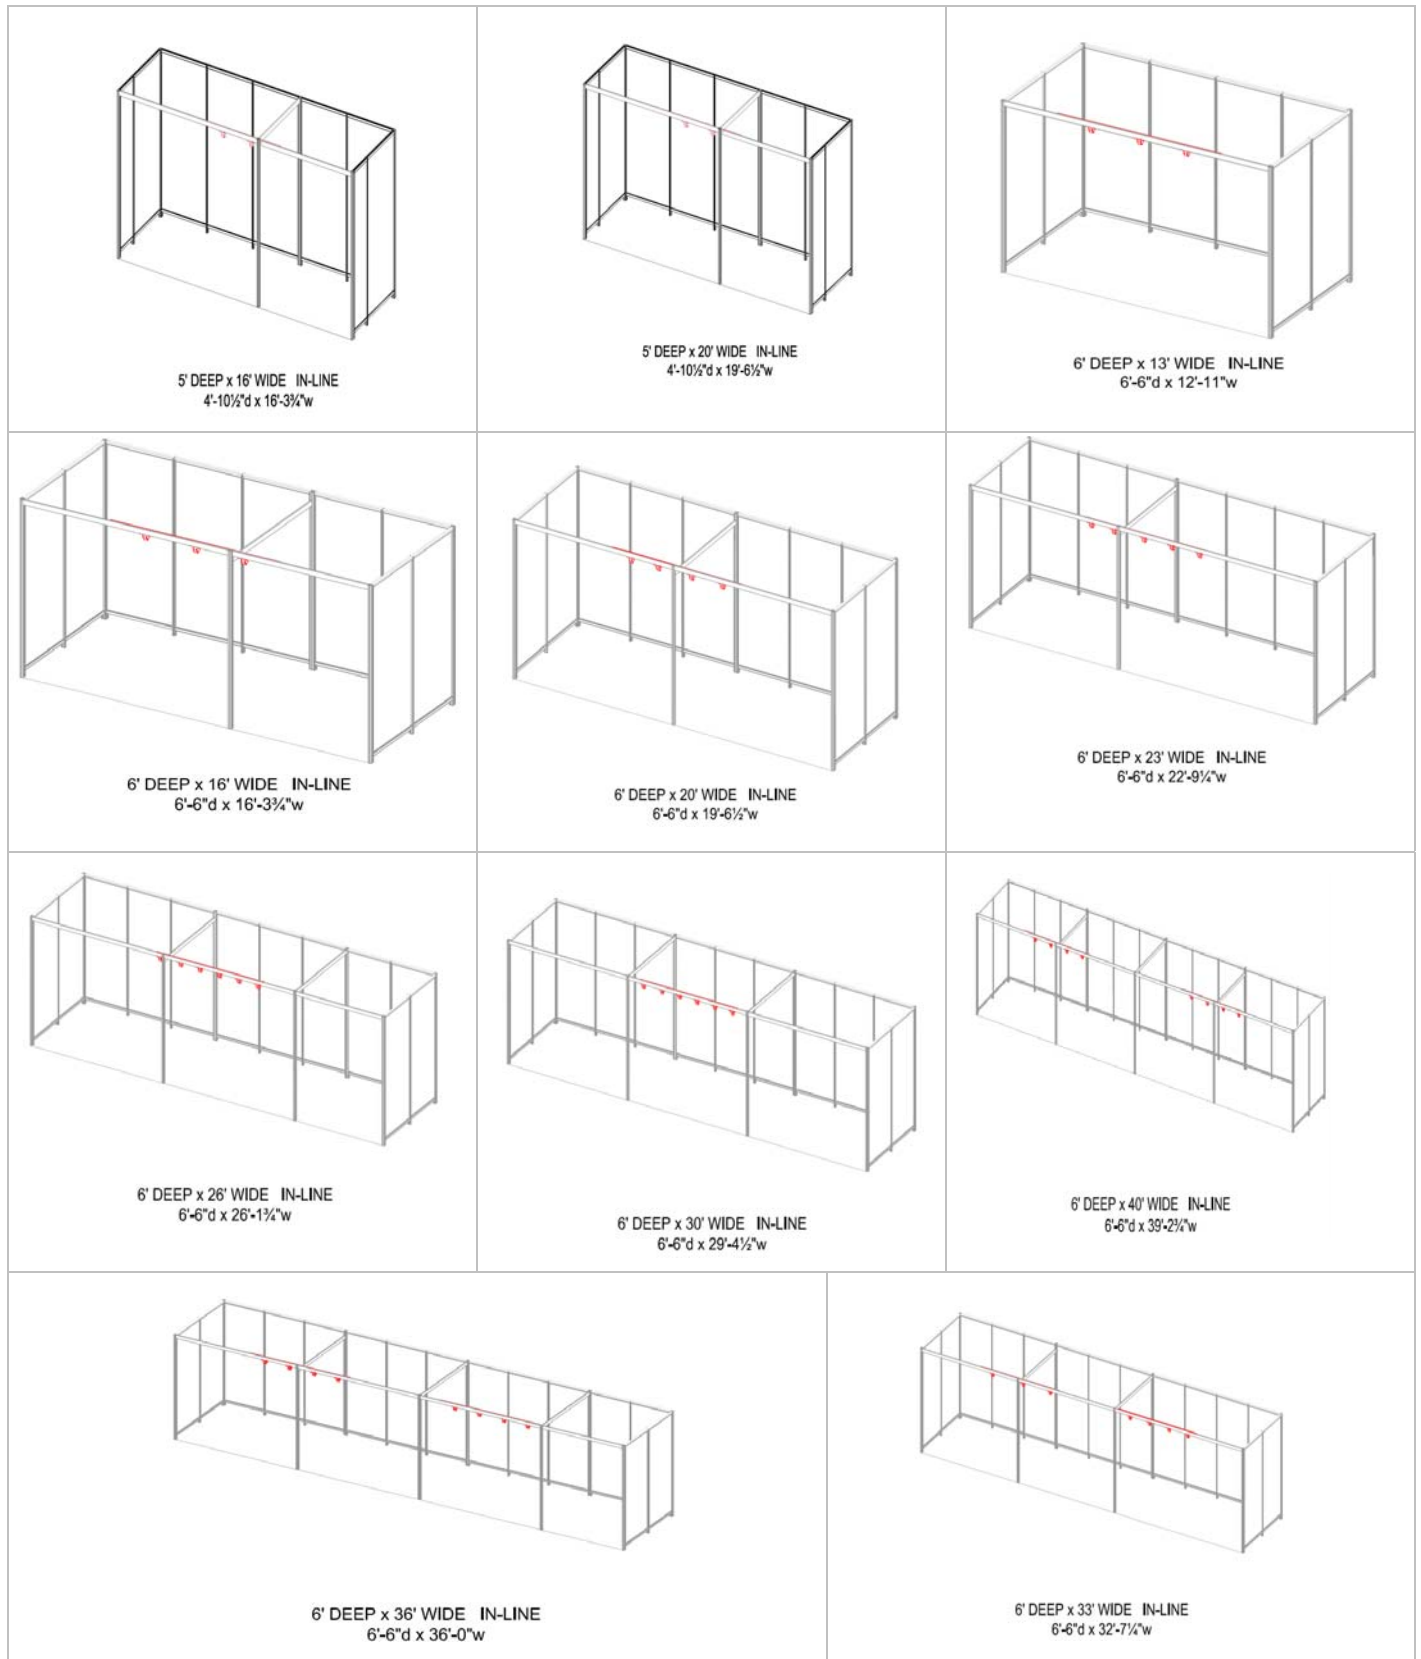 5' DEEP x 16' WIDE IN-LINE
4'-10½"d x 16'-3¾"w
5' DEEP x 20' WIDE IN-LINE
4'-10½"d x 19'-6½"w
6' DEEP x 13' WIDE IN-LINE
6'-6"d x 12'-11"w
6' DEEP x 16' WIDE IN-LINE
6'-6"d x 16'-3¾"w
6' DEEP x 20' WIDE IN-LINE
6'-6"d x 19'-6½"w
6' DEEP x 23' WIDE IN-LINE
6'-6"d x 22'-9¼"w
6' DEEP x 26' WIDE IN-LINE
6'-6"d x 26'-1¾"w
6' DEEP x 30' WIDE IN-LINE
6'-6"d x 29'-4½"w
6' DEEP x 40' WIDE IN-LINE
6'-6"d x 39'-2¾"w
6' DEEP x 36' WIDE IN-LINE
6'-6"d x 36'-0"w
6' DEEP x 33' WIDE IN-LINE
6'-6"d x 32'-7¼"w